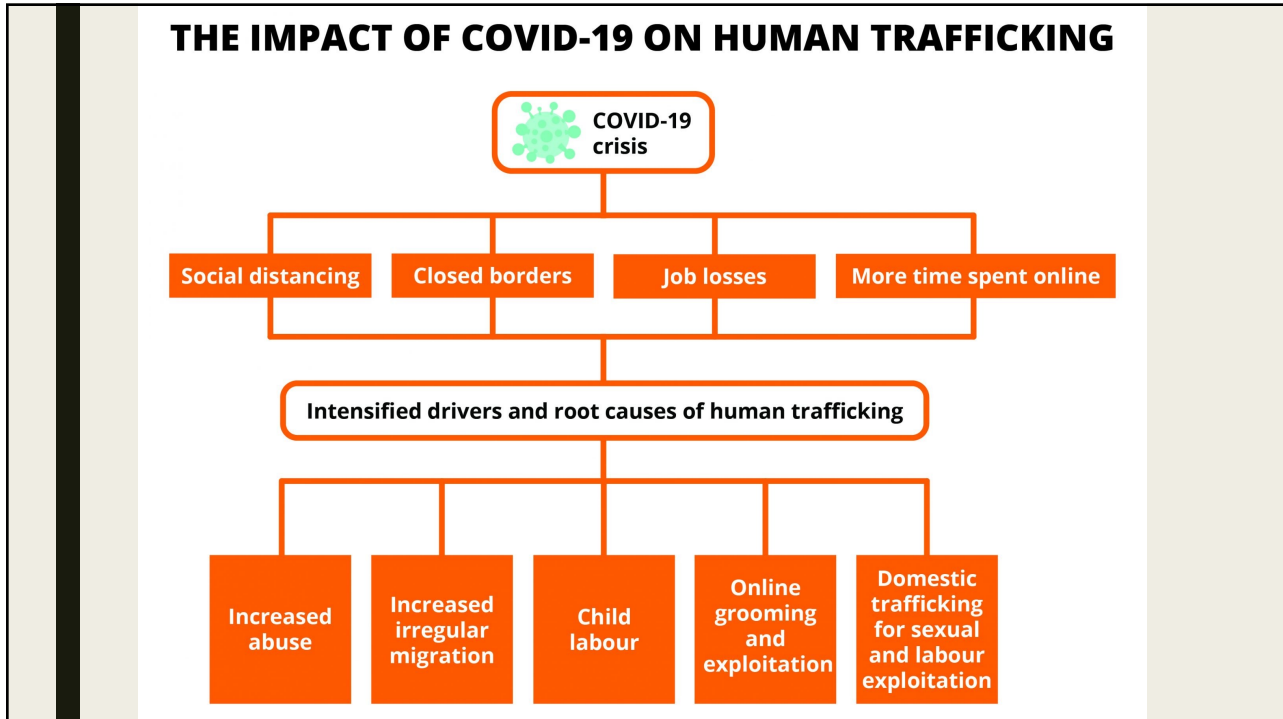 THE IMPACT OF COVID-19 ON HUMAN TRAFFICKING
COVID-19
crisis
Social distancing
Closed borders
Job losses
More time spent online
Intensified drivers and root causes of human trafficking
Increased
abuse
Increased
irregular
migration
Child
labour
Online
grooming
and
exploitation
Domestic
trafficking
for sexual
and labour
exploitation